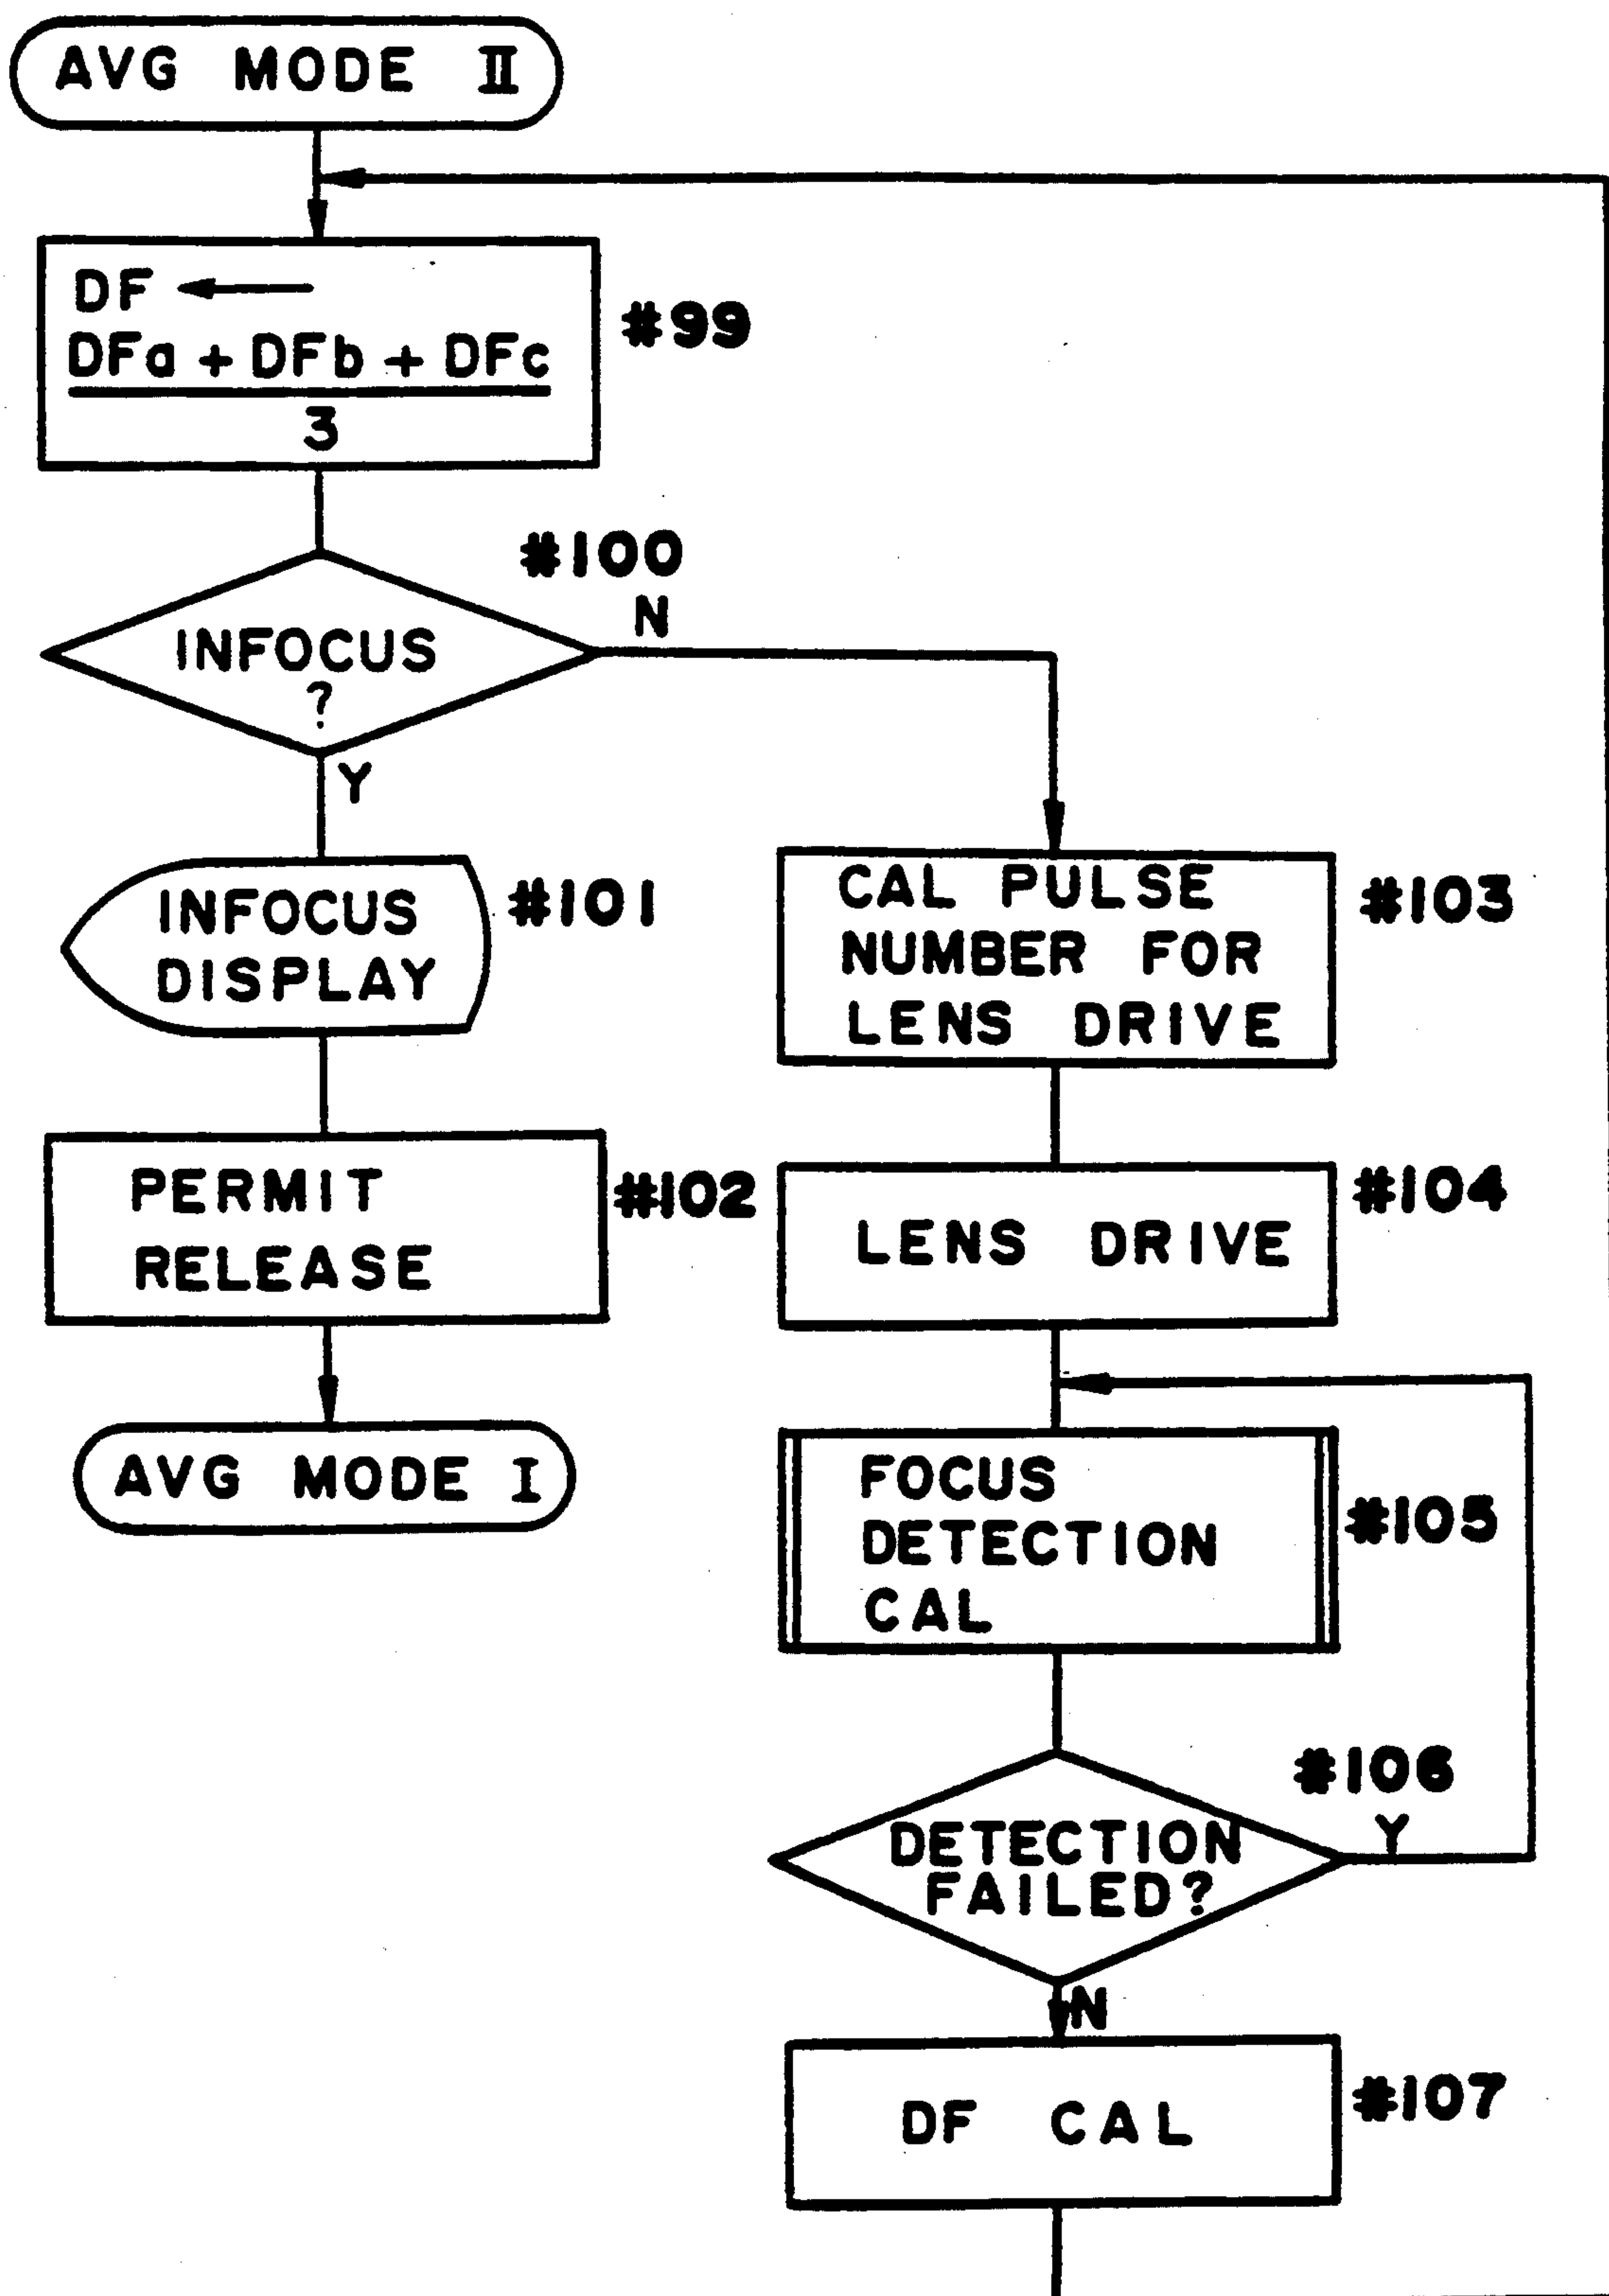 AVG MODE II
DF ←
DFa + DFb + DFc
3
#99
#100
N
INFOCUS
?
Y
INFOCUS
DISPLAY
#101
PERMIT
RELEASE
#102
AVG MODE I
CAL PULSE
NUMBER FOR
LENS DRIVE
#103
LENS DRIVE
#104
FOCUS
DETECTION
CAL
#105
#106
Y
DETECTION
FAILED?
N
DF CAL
#107